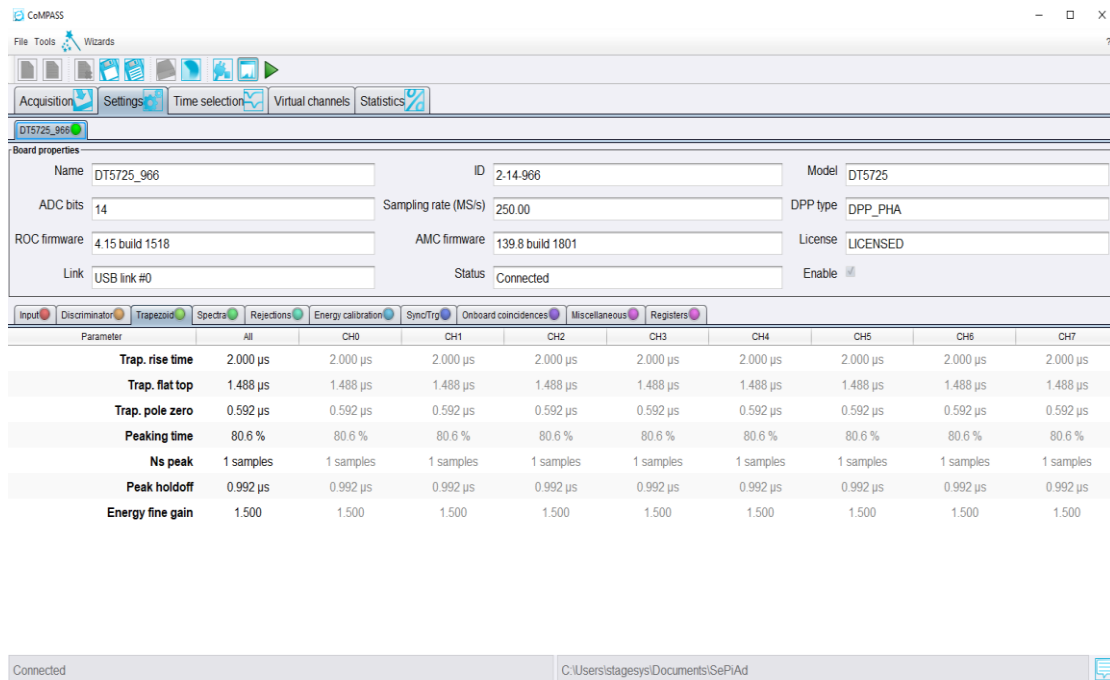 CoMPASS
File Tools Wizards ?
Acquisition Settings Time selection Virtual channels Statistics
DT5725_966
Board properties
Name DT5725_966 ID 2-14-966 Model DT5725
ADC bits 14 Sampling rate (MS/s) 250.00 DPP type DPP_PHA
ROC firmware 4.15 build 1518 AMC firmware 139.8 build 1801 License LICENSED
Link USB link #0 Status Connected Enable
Input Discriminator Trapezoid Spectra Rejections Energy calibration Sync/Trg Onboard coincidences Miscellaneous Registers
Parameter All CH0 CH1 CH2 CH3 CH4 CH5 CH6 CH7
Trap. rise time 2.000 µs 2.000 µs 2.000 µs 2.000 µs 2.000 µs 2.000 µs 2.000 µs 2.000 µs 2.000 µs
Trap. flat top 1.488 µs 1.488 µs 1.488 µs 1.488 µs 1.488 µs 1.488 µs 1.488 µs 1.488 µs 1.488 µs
Trap. pole zero 0.592 µs 0.592 µs 0.592 µs 0.592 µs 0.592 µs 0.592 µs 0.592 µs 0.592 µs 0.592 µs
Peaking time 80.6 % 80.6 % 80.6 % 80.6 % 80.6 % 80.6 % 80.6 % 80.6 % 80.6 %
Ns peak 1 samples 1 samples 1 samples 1 samples 1 samples 1 samples 1 samples 1 samples 1 samples
Peak holdoff 0.992 µs 0.992 µs 0.992 µs 0.992 µs 0.992 µs 0.992 µs 0.992 µs 0.992 µs 0.992 µs
Energy fine gain 1.500 1.500 1.500 1.500 1.500 1.500 1.500 1.500 1.500
Connected C:\Users\stagesys\Documents\SePiAd